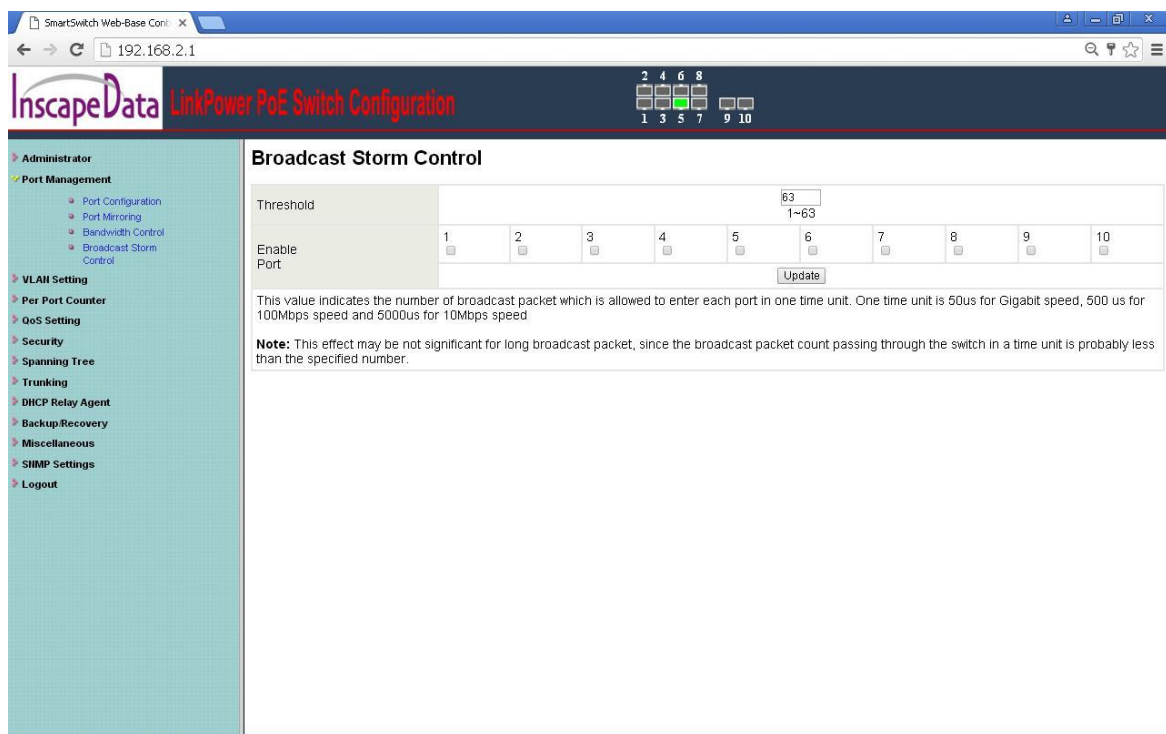 SmartSwitch Web-Base Cont
192.168.2.1
InscapeData
LinkPower PoE Switch Configuration
2 4 6 8
1 3 5 7 9 10
Administrator
Port Management
Port Configuration
Port Mirroring
Bandwidth Control
Broadcast Storm
Control
VLAN Setting
Per Port Counter
QoS Setting
Security
Spanning Tree
Trunking
DHCP Relay Agent
Backup/Recovery
Miscellaneous
SNMP Settings
Logout
Broadcast Storm Control
Threshold
63
1~63
Enable
Port
1 2 3 4 5 6 7 8 9 10
Update
This value indicates the number of broadcast packet which is allowed to enter each port in one time unit. One time unit is 50us for Gigabit speed, 500 us for
100Mbps speed and 5000us for 10Mbps speed
Note: This effect may be not significant for long broadcast packet, since the broadcast packet count passing through the switch in a time unit is probably less
than the specified number.